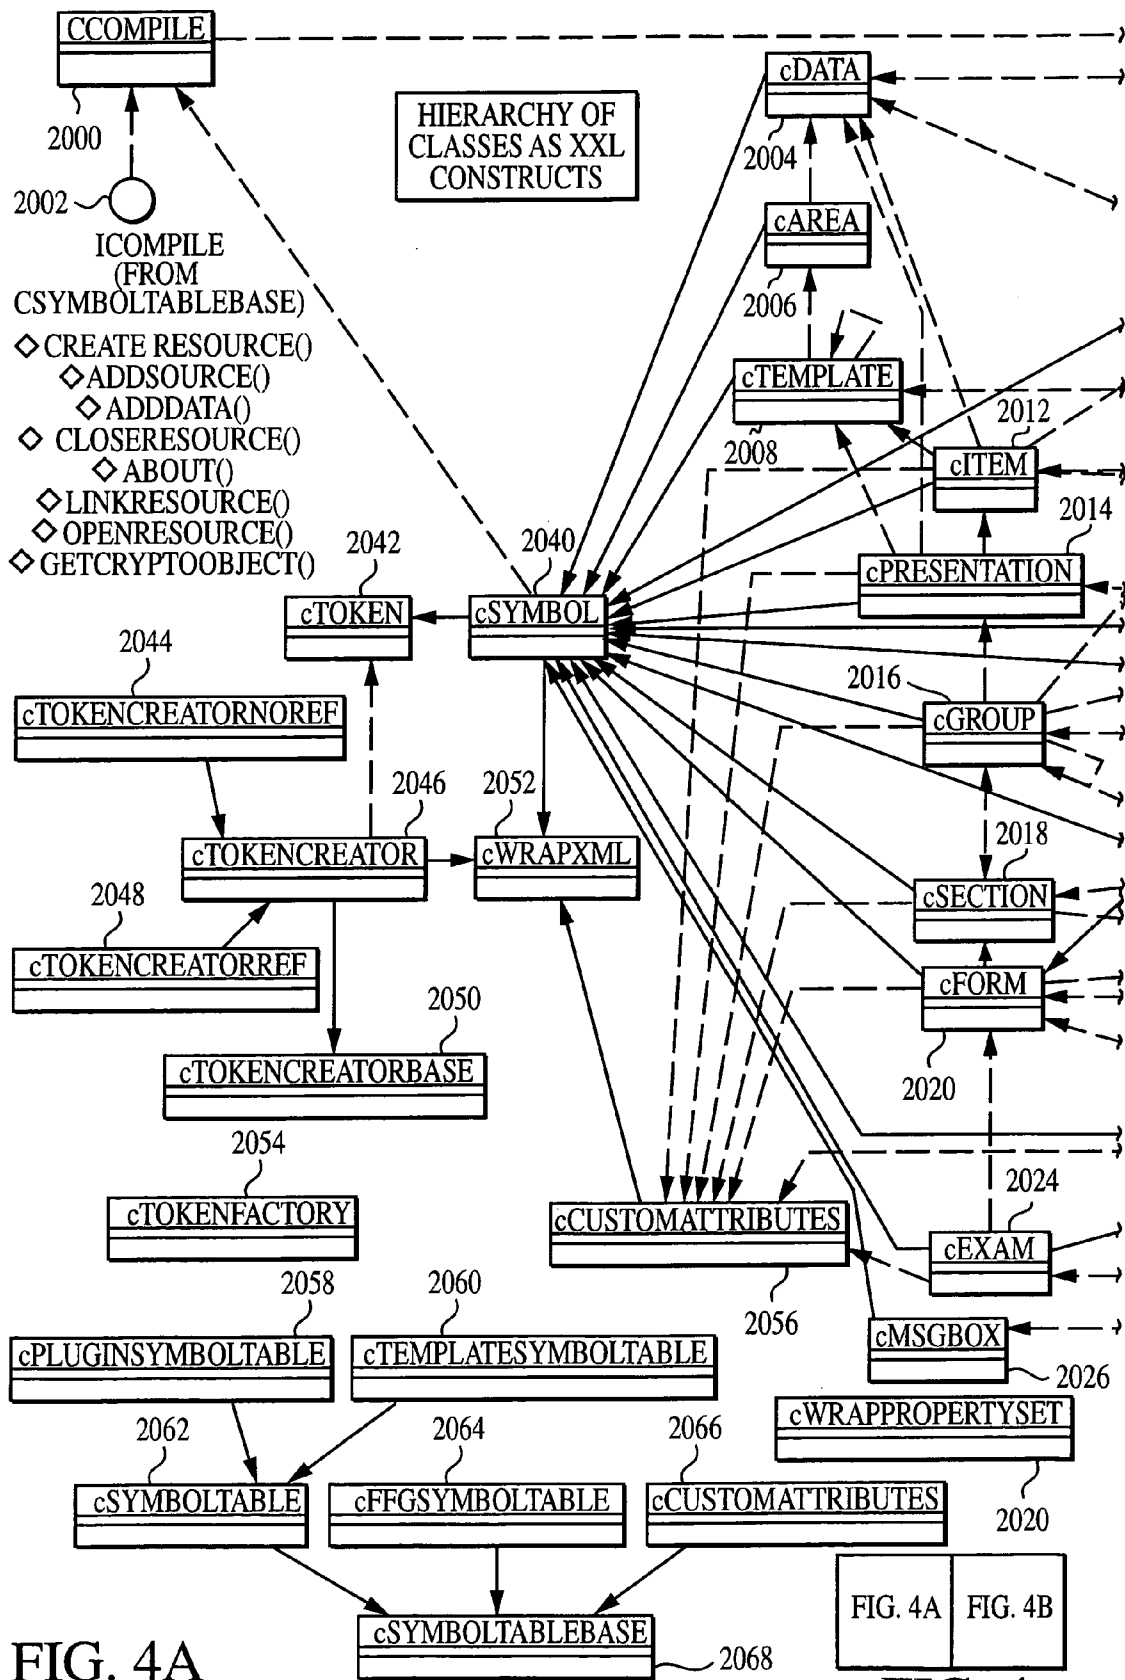 CCOMPILE
2000
2002
ICOMPILE
(FROM
CSYMBOLTABLEBASE)
CREATE RESOURCE()
ADDSOURCE()
ADDDATA()
CLOSERESOURCE()
ABOUT()
LINKRESOURCE()
OPENRESOURCE()
GETCRYPTOOBJECT()
HIERARCHY OF
CLASSES AS XXL
CONSTRUCTS
cDATA
2004
cAREA
2006
cTEMPLATE
2008
2012
cITEM
2014
cPRESENTATION
2042
cTOKEN
2040
cSYMBOL
2044
cTOKENCREATORNOREF
2016
cGROUP
2046
cTOKENCREATOR
2052
cWRAPXML
2018
cSECTION
2048
cTOKENCREATORREF
cFORM
2020
2050
cTOKENCREATORBASE
2054
cTOKENFACTORY
cCUSTOMATTRIBUTES
2056
2024
cEXAM
cMSGBOX
2026
2058
cPLUGINSYMBOLTABLE
2060
cTEMPLATESYMBOLTABLE
cWRAPPROPERTYSET
2020
2062
cSYMBOLTABLE
2064
cFFGSYMBOLTABLE
2066
cCUSTOMATTRIBUTES
cSYMBOLTABLEBASE
2068
FIG. 4A FIG. 4B
FIG. 4A